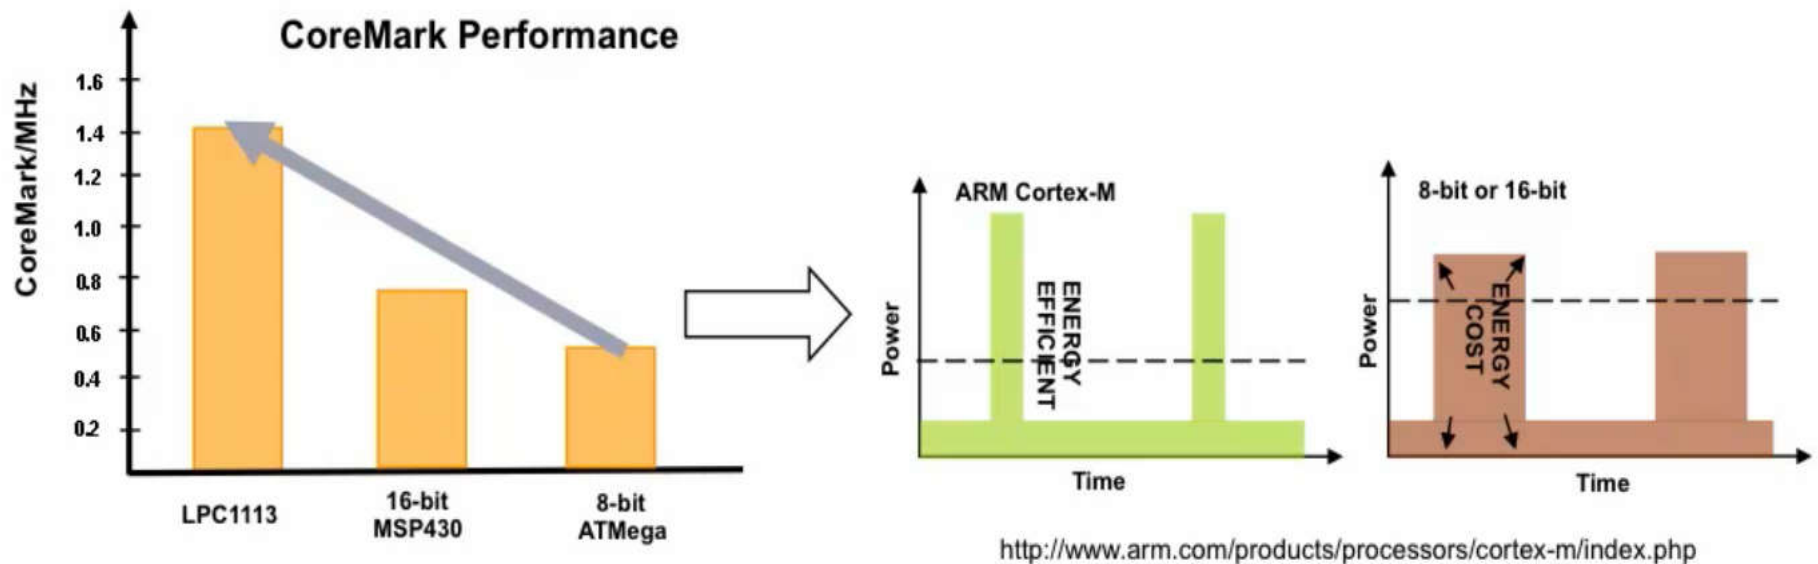 CoreMark Performance
CoreMark/MHz
1.6
1.4
1.2
1.0
0.8
0.6
0.4
0.2
LPC1113
16-bit
MSP430
8-bit
ATMega
ARM Cortex-M
Power
ENERGY
EFFICIENT
Time
8-bit or 16-bit
Power
ENERGY
COST
Time
http://www.arm.com/products/processors/cortex-m/index.php